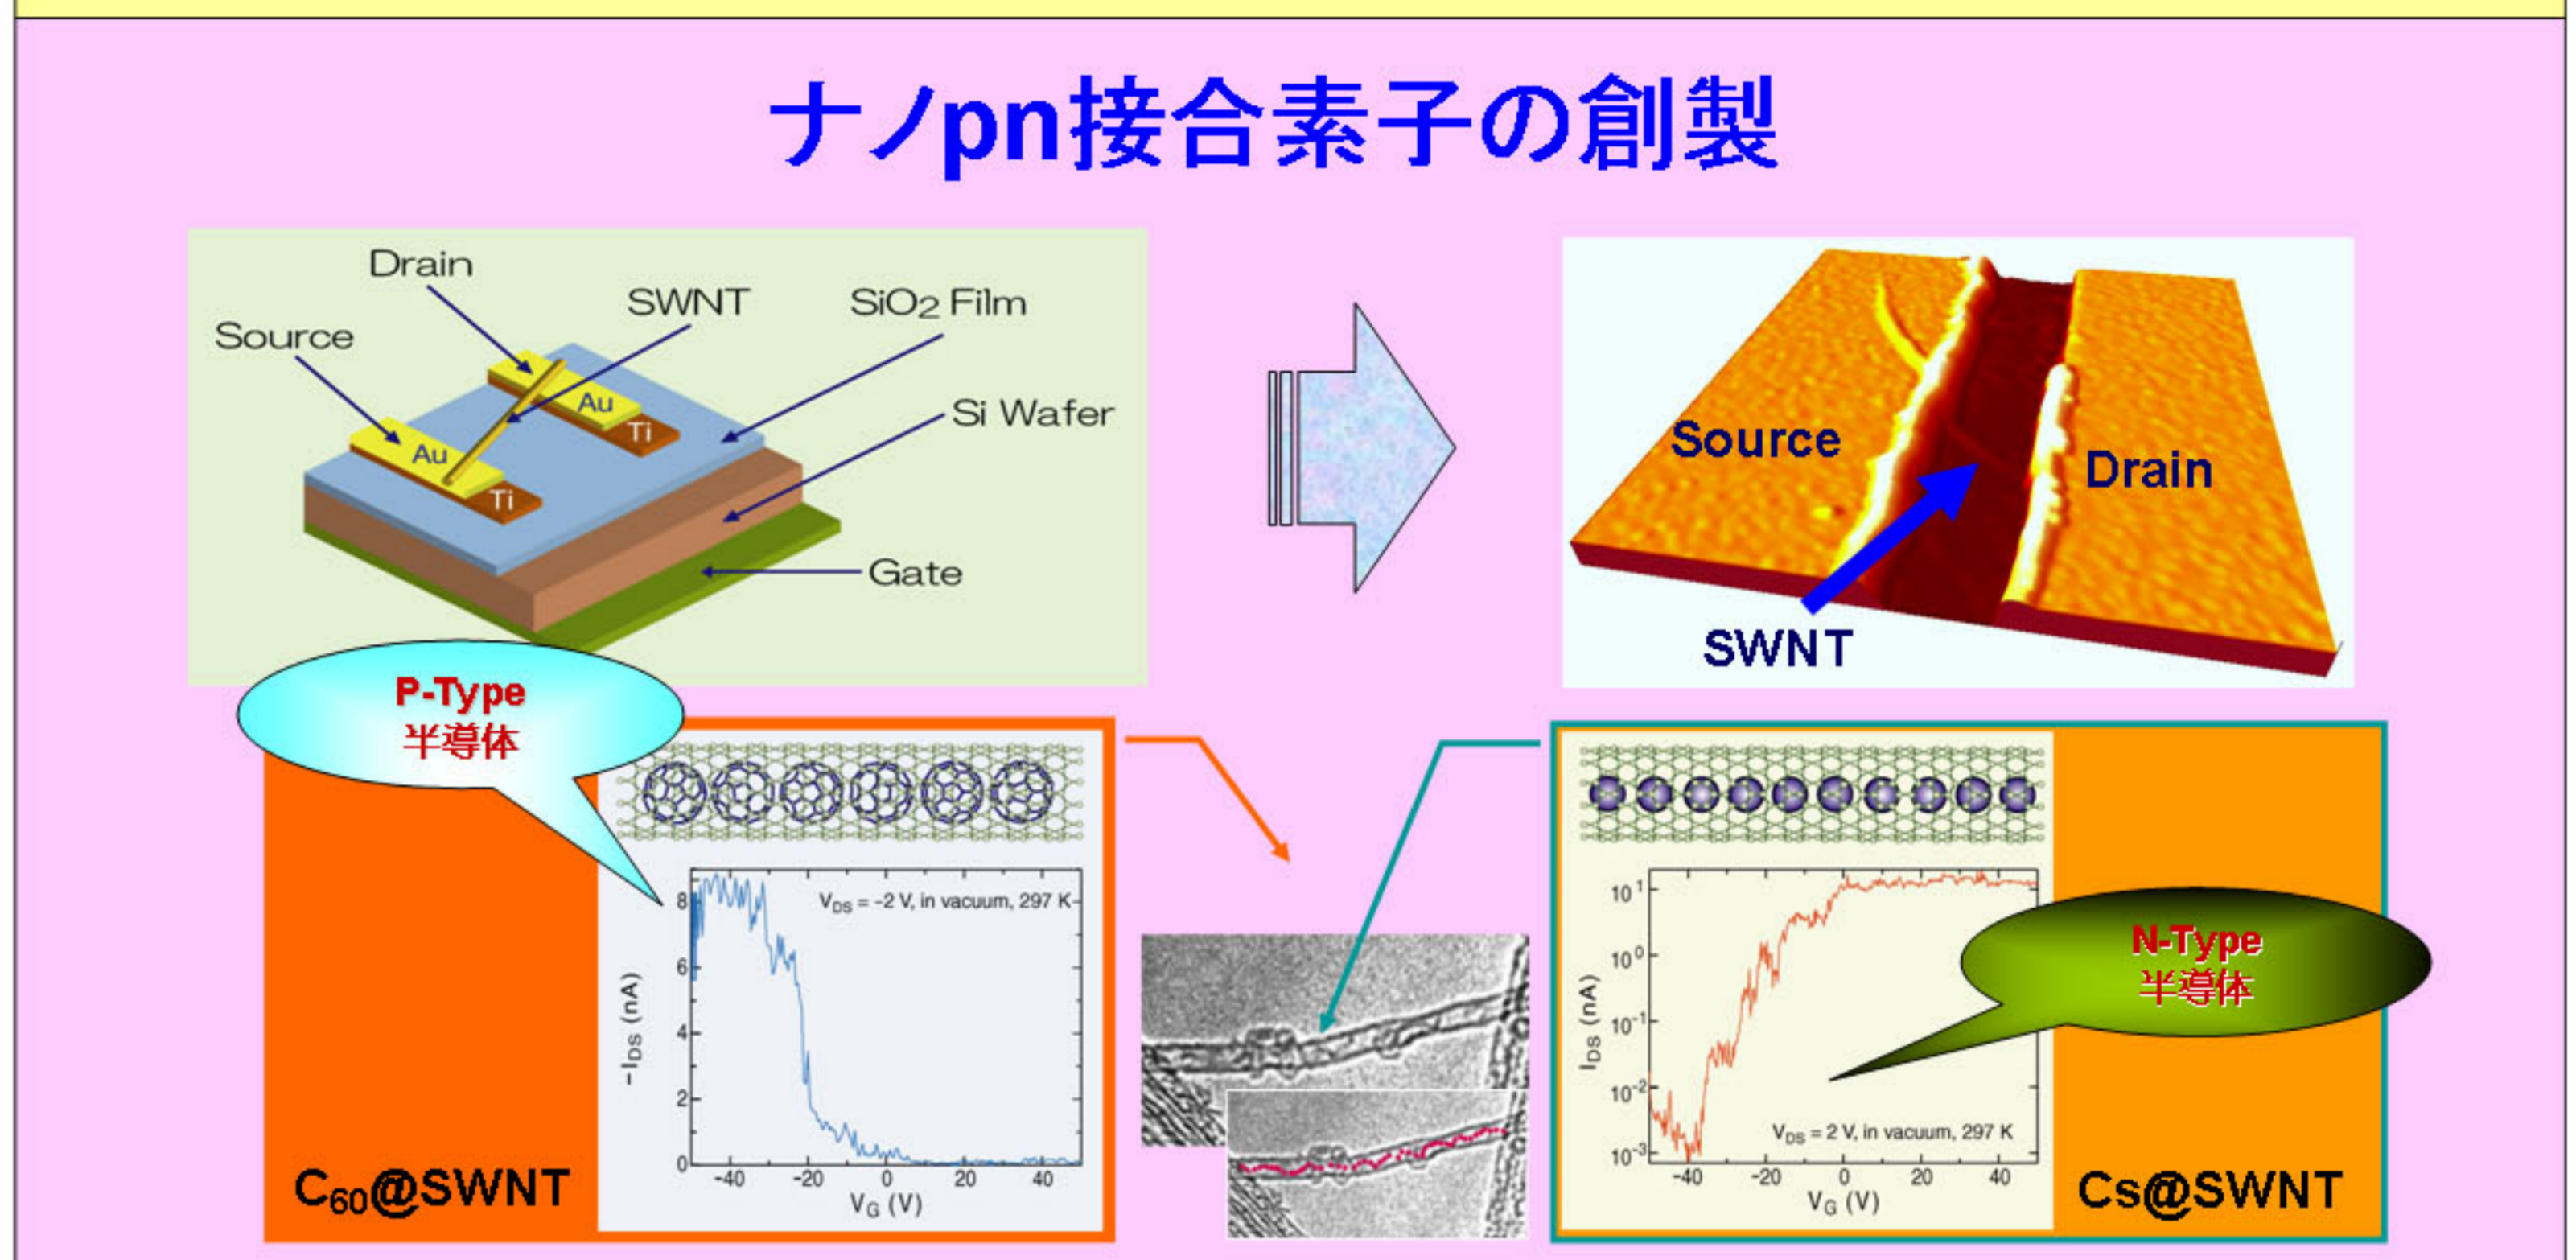 ナノpn接合素子の創製
Drain
SWNT
SiO2 Film
Source
Si Wafer
Au
Ti
Au
Ti
Gate
Source
Drain
SWNT
P-Type
半導体
VDS = -2 V, in vacuum, 297 K
8
6
4
2
0
-IDS (nA)
-40 -20 0 20 40
VG (V)
C60@SWNT
N-Type
半導体
10^1
10^0
10^-1
10^-2
10^-3
IDS (nA)
VDS = 2 V, in vacuum, 297 K
-40 -20 0 20 40
VG (V)
Cs@SWNT